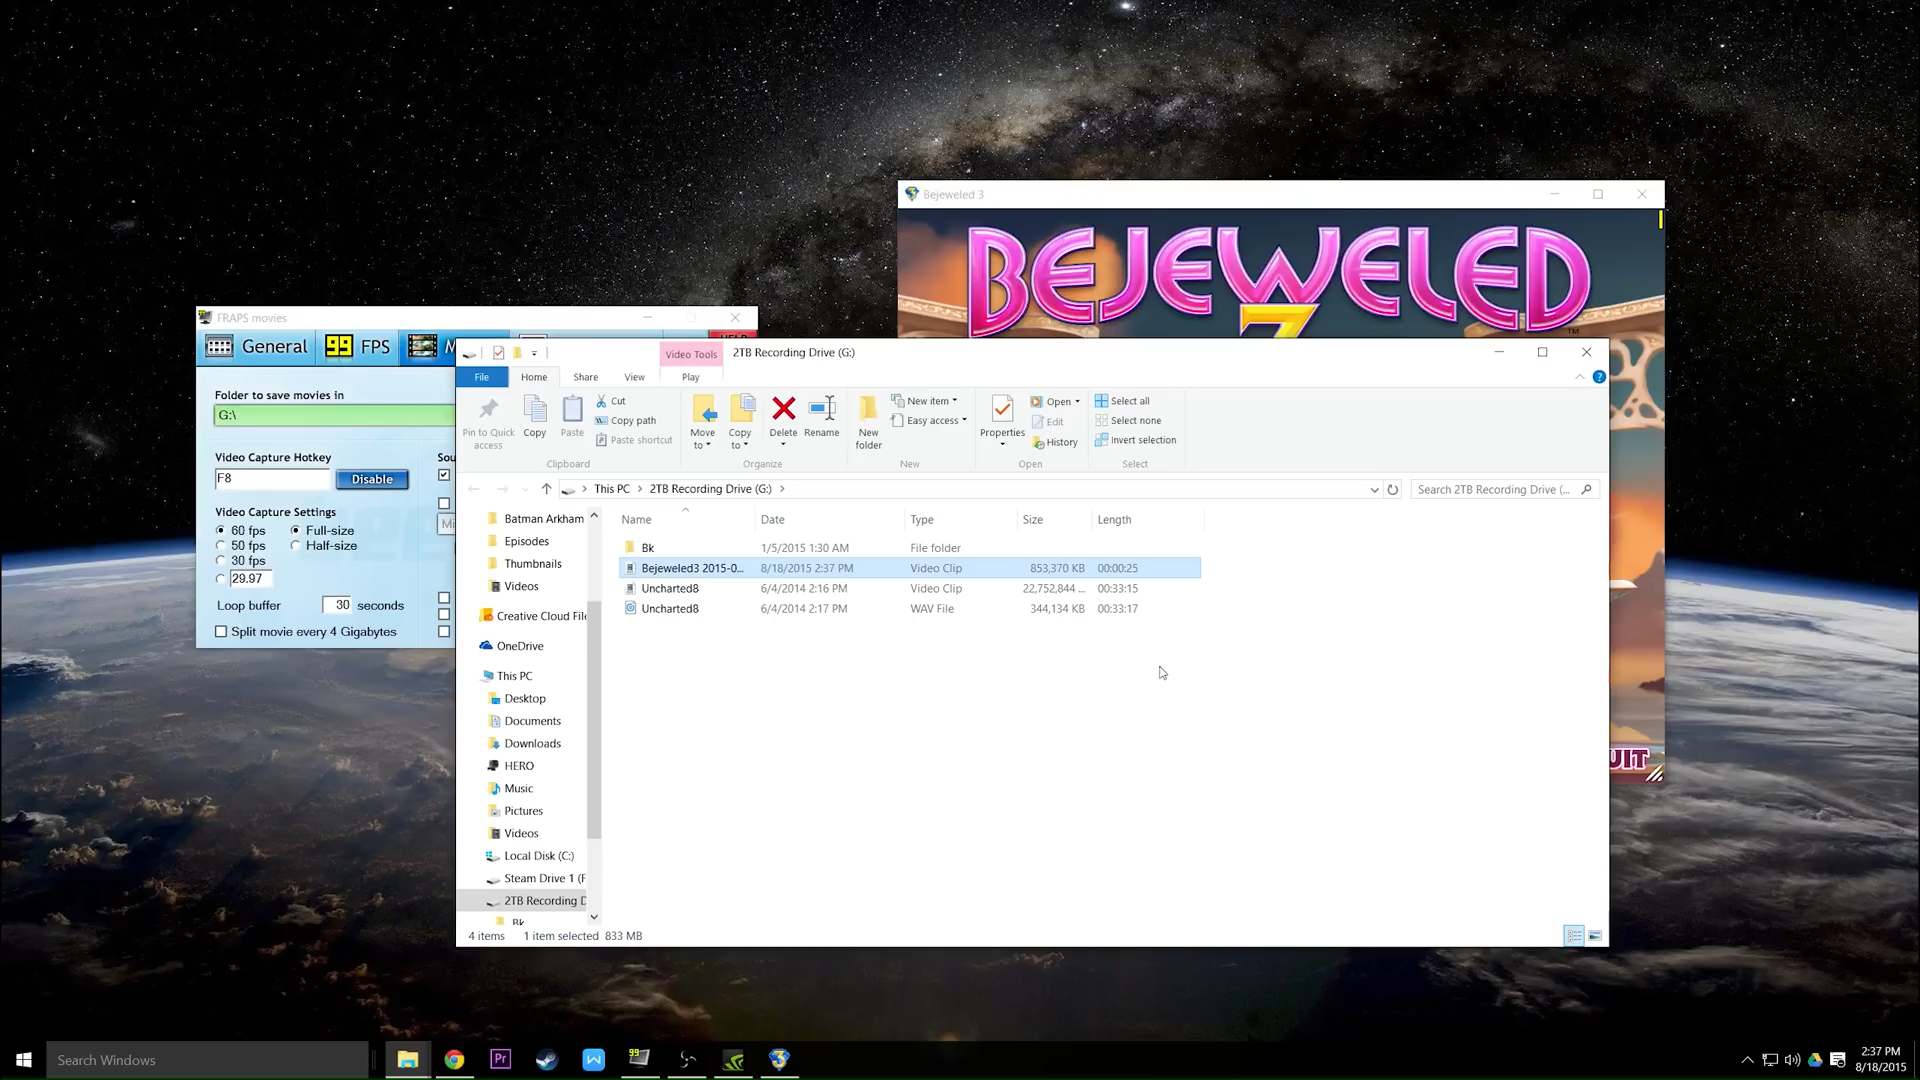 Bejeweled 3
BEJEWELED
3
TM
FRAPS movies
General
99 FPS
M
Folder to save movies in
G:\
Video Capture Hotkey
F8
Disable
Sou
Video Capture Settings
60 fps
50 fps
30 fps
29.97
Full-size
Half-size
Mi
Loop buffer 30 seconds
Split movie every 4 Gigabytes
Video Tools
2TB Recording Drive (G:)
File
Home
Share
View
Play
Pin to Quick access
Copy
Paste
Cut
Copy path
Paste shortcut
Clipboard
Move to
Copy to
Delete
Rename
Organize
New folder
New item
Easy access
New
Properties
Open
Edit
History
Open
Select all
Select none
Invert selection
Select
This PC
2TB Recording Drive (G:)
Search 2TB Recording Drive (...
Batman Arkham
Episodes
Thumbnails
Videos
Creative Cloud File
OneDrive
This PC
Desktop
Documents
Downloads
HERO
Music
Pictures
Videos
Local Disk (C:)
Steam Drive 1 (F
2TB Recording D
Bk
Name Date Type Size Length
Bk 1/5/2015 1:30 AM File folder
Bejeweled3 2015-0... 8/18/2015 2:37 PM Video Clip 853,370 KB 00:00:25
Uncharted8 6/4/2014 2:16 PM Video Clip 22,752,844 ... 00:33:15
Uncharted8 6/4/2014 2:17 PM WAV File 344,134 KB 00:33:17
UIT
4 items 1 item selected 833 MB
Search Windows
Pr
W
99
3
2:37 PM
8/18/2015